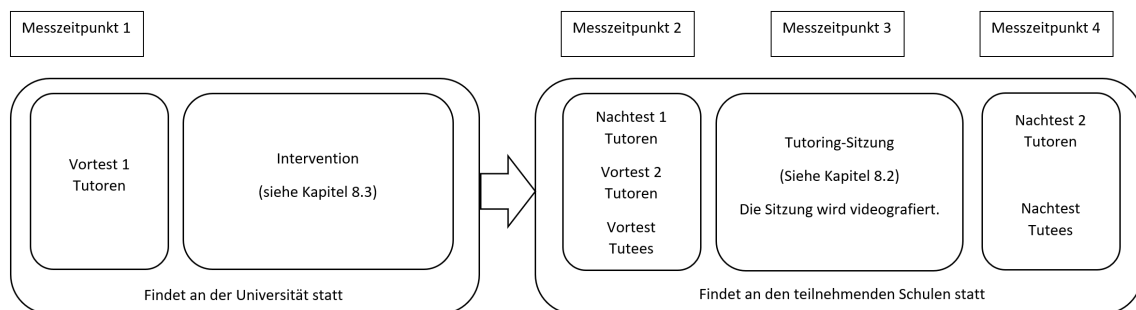 Messzeitpunkt 1
Messzeitpunkt 2
Messzeitpunkt 3
Messzeitpunkt 4
Vortest 1
Tutoren
Intervention
(siehe Kapitel 8.3)
Findet an der Universität statt
Nachtest 1
Tutoren
Vortest 2
Tutoren
Vortest
Tutees
Tutoring-Sitzung
(Siehe Kapitel 8.2)
Die Sitzung wird videografiert.
Nachtest 2
Tutoren
Nachtest
Tutees
Findet an den teilnehmenden Schulen statt